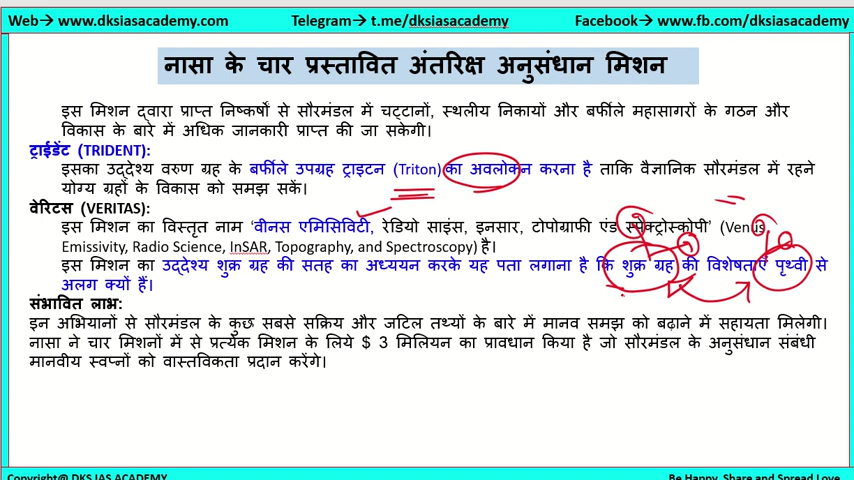 Web→ www.dksiasacademy.com Telegram→ t.me/dksiasacademy Facebook→ www.fb.com/dksiasacademy
नासा के चार प्रस्तावित अंतरिक्ष अनुसंधान मिशन
इस मिशन द्वारा प्राप्त निष्कर्षों से सौरमंडल में चट्टानों, स्थलीय निकायों और बर्फीले महासागरों के गठन और
विकास के बारे में अधिक जानकारी प्राप्त की जा सकेगी।
ट्राईडेंट (TRIDENT):
इसका उद्देश्य वरुण ग्रह के बर्फीले उपग्रह ट्राइटन (Triton) का अवलोकन करना है ताकि वैज्ञानिक सौरमंडल में रहने
योग्य ग्रहों के विकास को समझ सकें।
वेरिटस (VERITAS):
इस मिशन का विस्तृत नाम 'वीनस एमिसिविटी, रेडियो साइंस, इनसार, टोपोग्राफी एंड स्पेक्ट्रोस्कोपी' (Venus
Emissivity, Radio Science, InSAR, Topography, and Spectroscopy) है।
इस मिशन का उद्देश्य शुक्र ग्रह की सतह का अध्ययन करके यह पता लगाना है कि शुक्र ग्रह की विशेषताएँ पृथ्वी से
अलग क्यों हैं।
संभावित लाभ:
इन अभियानों से सौरमंडल के कुछ सबसे सक्रिय और जटिल तथ्यों के बारे में मानव समझ को बढ़ाने में सहायता मिलेगी।
नासा ने चार मिशनों में से प्रत्येक मिशन के लिये $ 3 मिलियन का प्रावधान किया है जो सौरमंडल के अनुसंधान संबंधी
मानवीय स्वप्नों को वास्तविकता प्रदान करेंगे।
Copyright@ DKS IAS ACADEMY Be Happy, Share and Spread Love